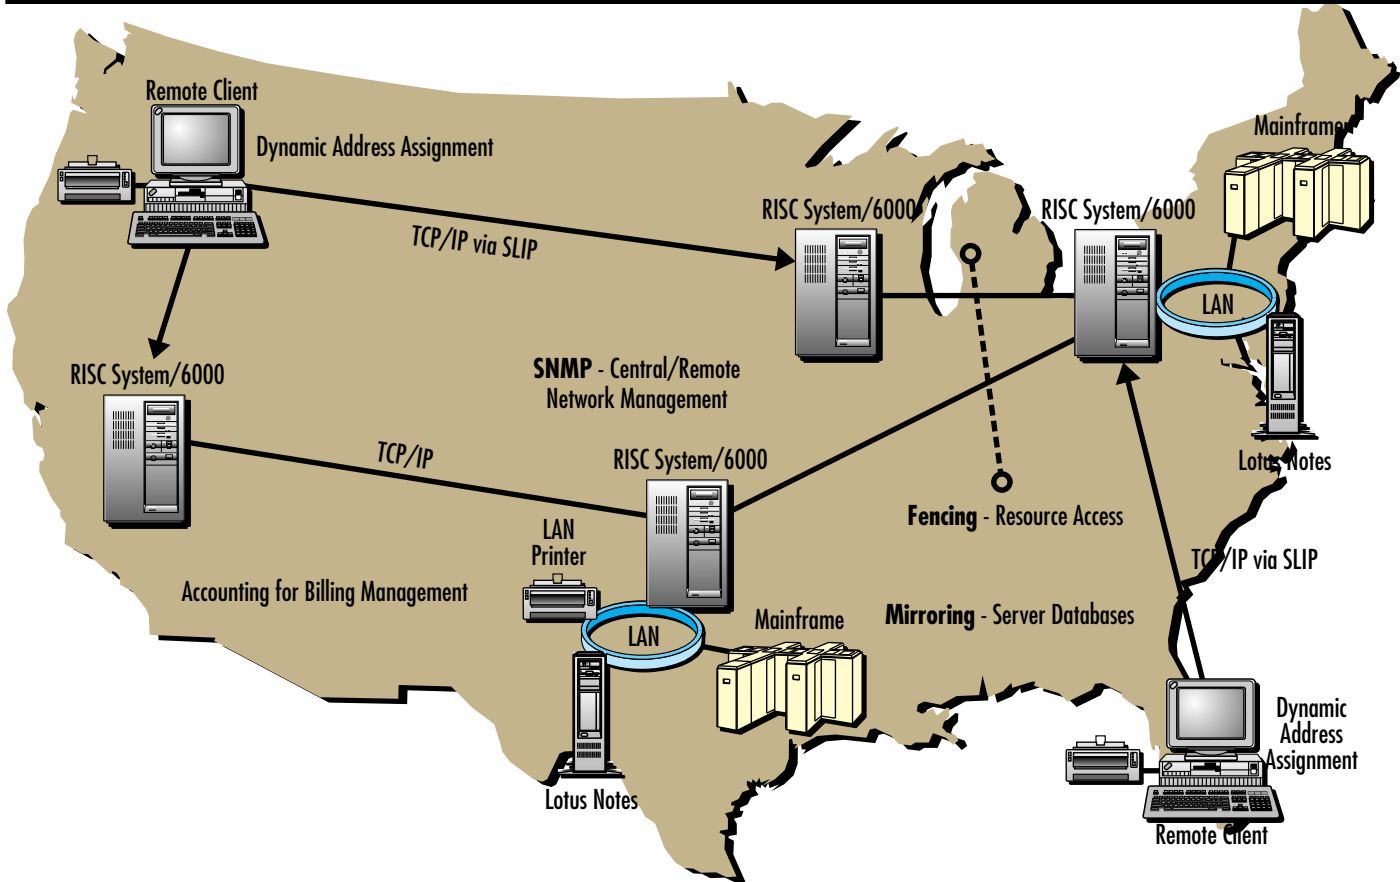 Remote Client
Dynamic Address Assignment
Mainframe
RISC System/6000
RISC System/6000
TCP/IP via SLIP
LAN
RISC System/6000
SNMP - Central/Remote
Network Management
TCP/IP
RISC System/6000
Lotus Notes
Fencing - Resource Access
LAN
Printer
TCP/IP via SLIP
Accounting for Billing Management
Mirroring - Server Databases
LAN
Mainframe
Dynamic
Address
Assignment
Lotus Notes
Remote Client